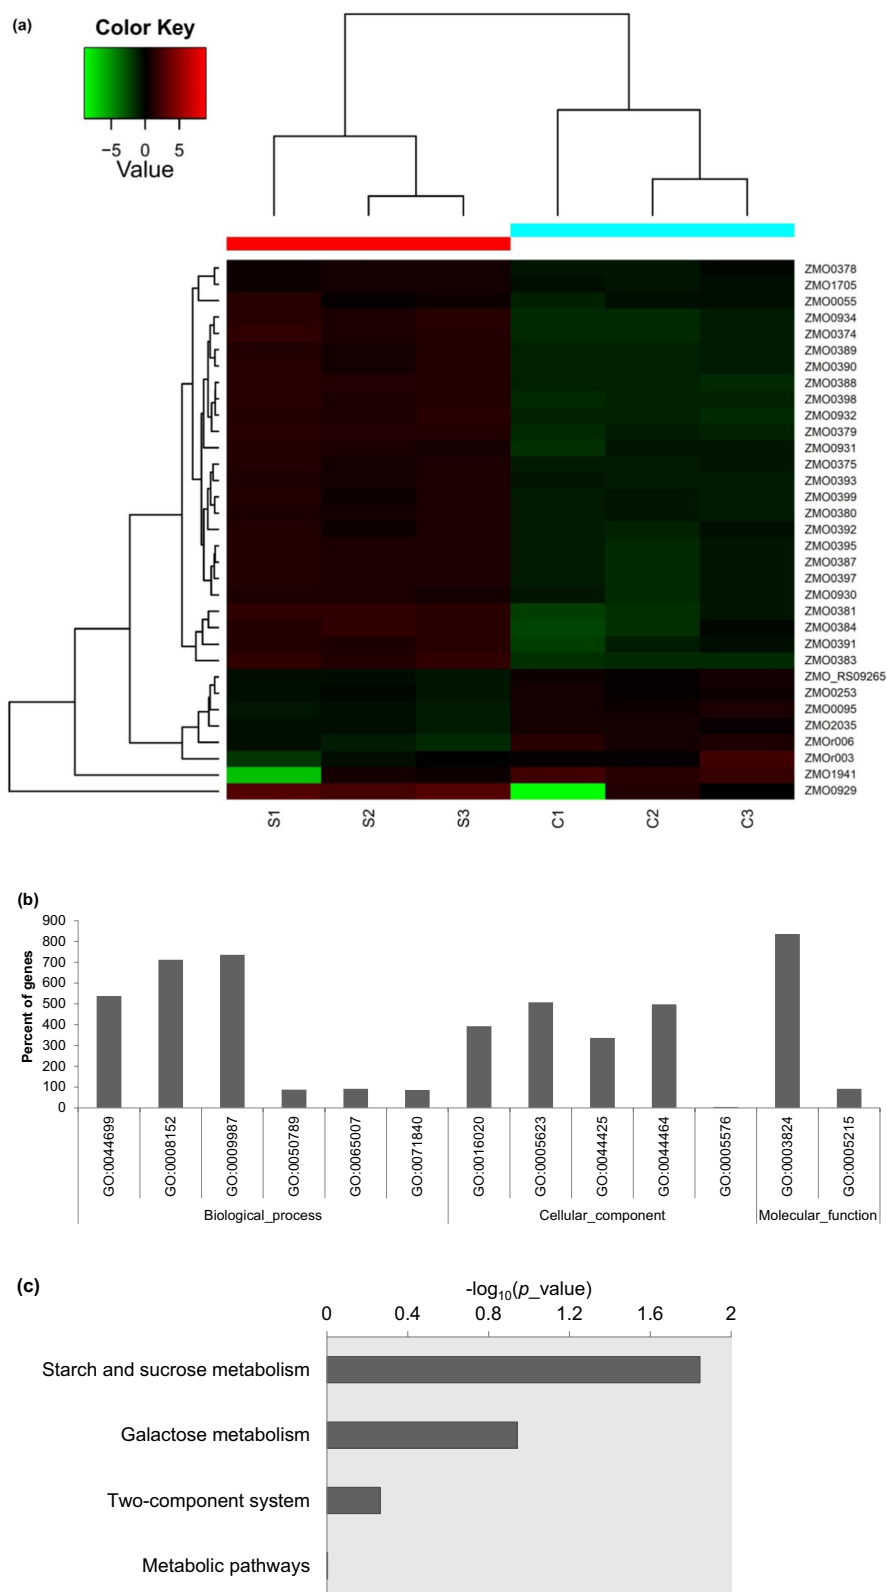 (a)
Color Key
−5 0 5
Value
ZMO0378
ZMO1705
ZMO0055
ZMO0934
ZMO0374
ZMO0389
ZMO0390
ZMO0388
ZMO0398
ZMO0932
ZMO0379
ZMO0931
ZMO0375
ZMO0393
ZMO0399
ZMO0380
ZMO0392
ZMO0395
ZMO0387
ZMO0397
ZMO0930
ZMO0381
ZMO0384
ZMO0391
ZMO0383
ZMO_RS09265
ZMO0253
ZMO0095
ZMO2035
ZMOr006
ZMOr003
ZMO1941
ZMO0929
S1 S2 S3 C1 C2 C3
(b)
Percent of genes
900
800
700
600
500
400
300
200
100
0
GO:0044699
GO:0008152
GO:0009987
GO:0050789
GO:0065007
GO:0071840
GO:0016020
GO:0005623
GO:0044425
GO:0044464
GO:0005576
GO:0003824
GO:0005215
Biological_process Cellular_component Molecular_function
(c)
-log10(p_value)
0 0.4 0.8 1.2 1.6 2
Starch and sucrose metabolism
Galactose metabolism
Two-component system
Metabolic pathways